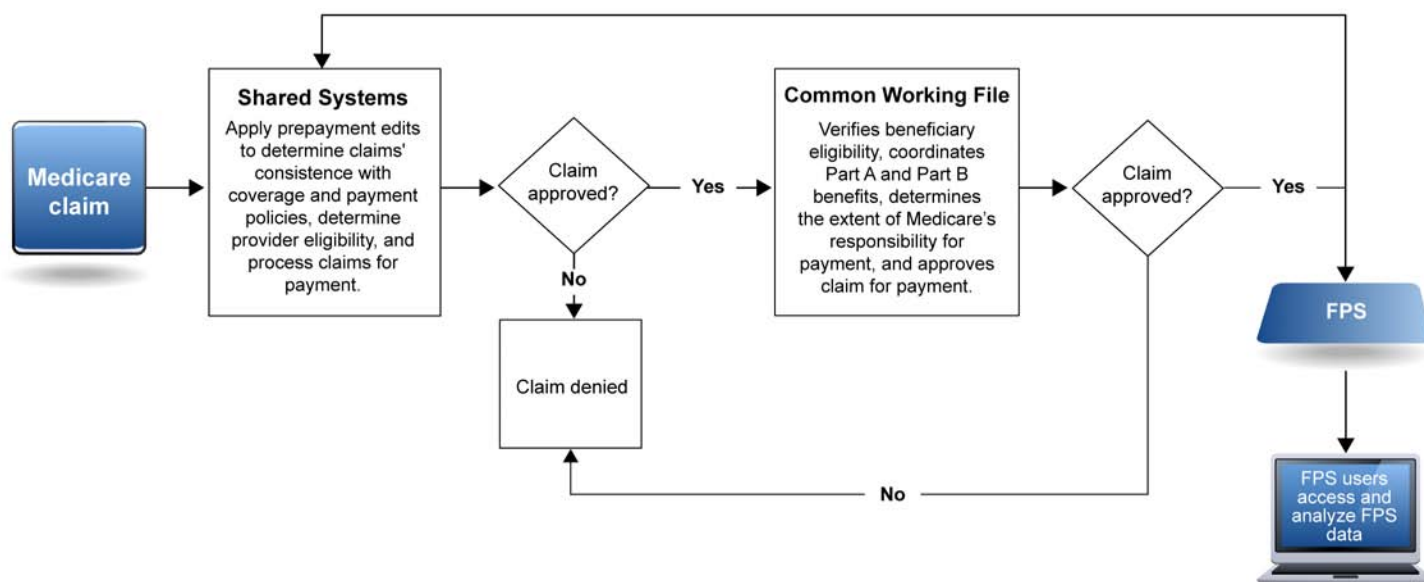 Medicare
claim
Shared Systems
Apply prepayment edits
to determine claims'
consistence with
coverage and payment
policies, determine
provider eligibility, and
process claims for
payment.
Claim
approved?
Yes
No
Claim denied
Common Working File
Verifies beneficiary
eligibility, coordinates
Part A and Part B
benefits, determines
the extent of Medicare’s
responsibility for
payment, and approves
claim for payment.
Claim
approved?
Yes
No
FPS
FPS users
access and
analyze FPS
data